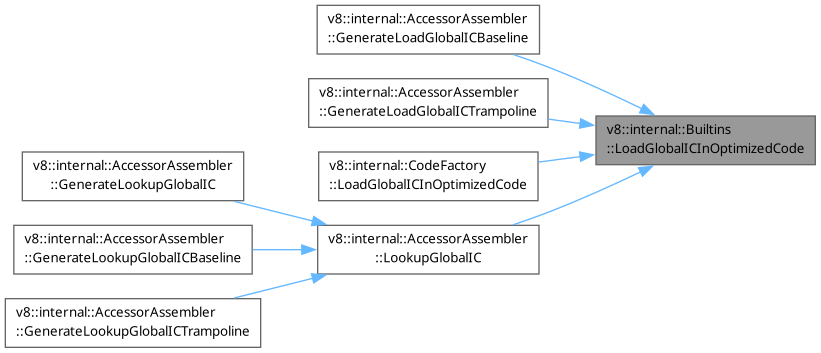 v8::internal::AccessorAssembler
::GenerateLoadGlobalICBaseline
v8::internal::AccessorAssembler
::GenerateLoadGlobalICTrampoline
v8::internal::Builtins
::LoadGlobalICInOptimizedCode
v8::internal::AccessorAssembler
::GenerateLookupGlobalIC
v8::internal::CodeFactory
::LoadGlobalICInOptimizedCode
v8::internal::AccessorAssembler
::GenerateLookupGlobalICBaseline
v8::internal::AccessorAssembler
::LookupGlobalIC
v8::internal::AccessorAssembler
::GenerateLookupGlobalICTrampoline